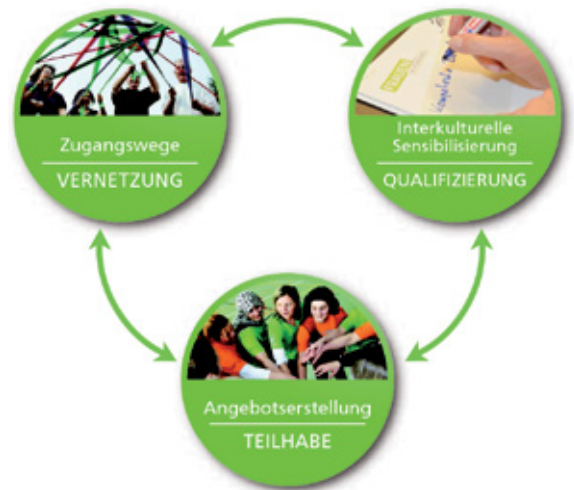 Zugangswege
VERNETZUNG
Interkulturelle
Sensibilisierung
QUALIFIZIERUNG
Angebotserstellung
TEILHABE